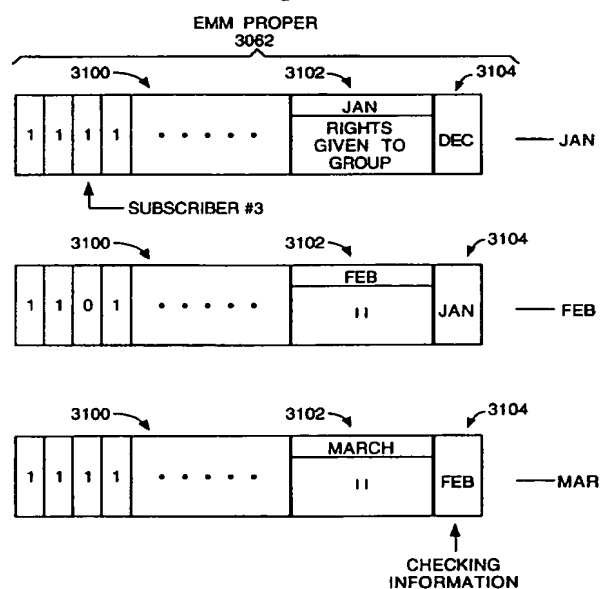 EMM PROPER
3062
3100 3102 3104
1 1 1 1 • • • • • JAN
RIGHTS
GIVEN TO
GROUP
DEC JAN
SUBSCRIBER #3
3100 3102 3104
1 1 0 1 • • • • • FEB
" JAN FEB
3100 3102 3104
1 1 1 1 • • • • • MARCH
" FEB MAR
CHECKING
INFORMATION